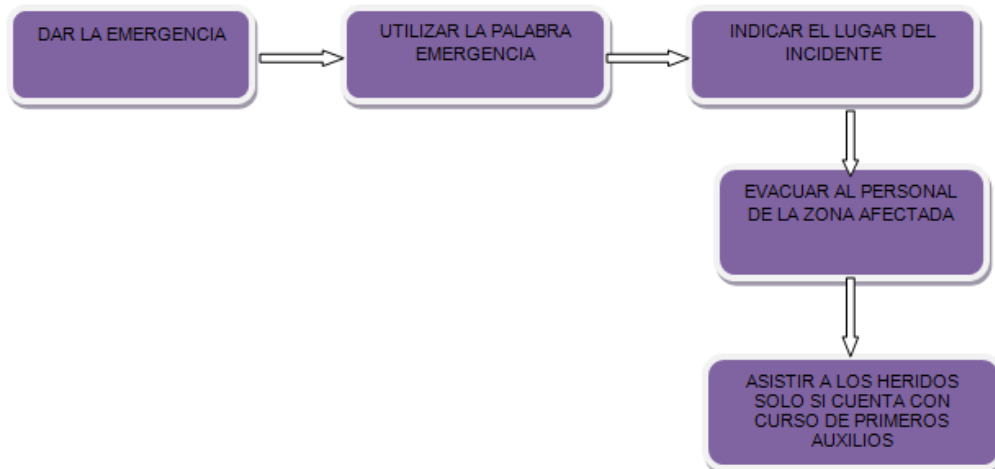 DAR LA EMERGENCIA
UTILIZAR LA PALABRA
EMERGENCIA
INDICAR EL LUGAR DEL
INCIDENTE
EVACUAR AL PERSONAL
DE LA ZONA AFECTADA
ASISTIR A LOS HERIDOS
SOLO SI CUENTA CON
CURSO DE PRIMEROS
AUXILIOS